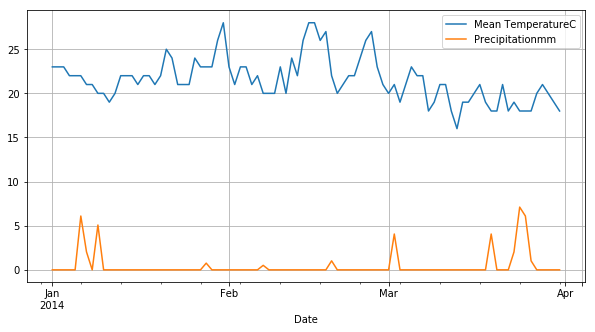 Mean TemperatureC
Precipitationmm
25
20
15
10
5
0
Jan
2014
Feb
Mar
Apr
Date